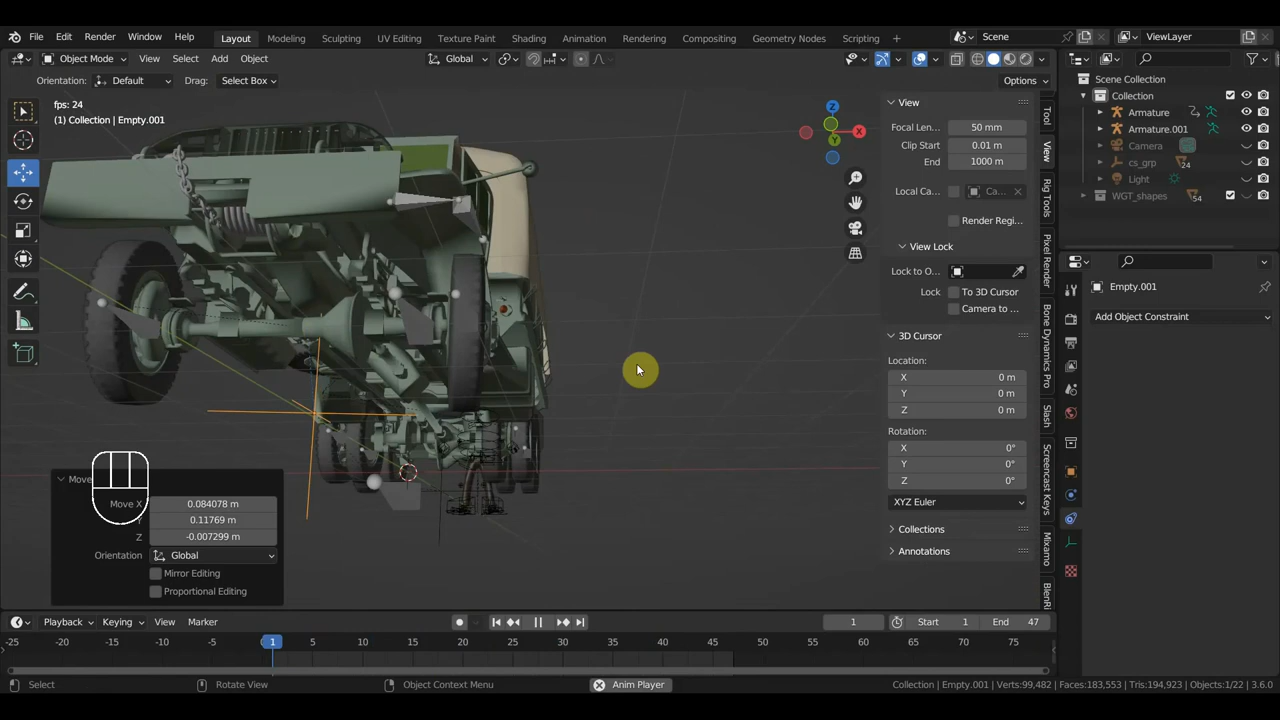 File Edit Render Window Help Layout Modeling Sculpting UV Editing Texture Paint Shading Animation Rendering Compositing Geometry Nodes Scripting + Scene ViewLayer
Object Mode View Select Add Object Global
Orientation: Default Drag: Select Box Options
fps: 24
(1) Collection | Empty.001
Z
X
Y
View
Focal Len... 50 mm
Clip Start 0.01 m
End 1000 m
Local Ca... Ca...
Render Regi...
View Lock
Lock to O...
Lock To 3D Cursor
Camera to ...
3D Cursor
Location:
X 0 m
Y 0 m
Z 0 m
Rotation:
X 0°
Y 0°
Z 0°
XYZ Euler
Collections
Annotations
Tool
View
Rig Tools
Pixel Render
Bone Dynamics Pro
Slash
Screencast Keys
Mixamo
BlenRi
Scene Collection
Collection
Armature
Armature.001
Camera
cs_grp 24
Light
WGT_shapes 54
Empty.001
Add Object Constraint
Move
Move X 0.084078 m
0.11769 m
Z -0.007299 m
Orientation Global
Mirror Editing
Proportional Editing
Playback Keying View Marker 1 Start 1 End 47
-25 -20 -15 -10 -5 1 5 10 15 20 25 30 35 40 45 50 55 60 65 70 75
Select Rotate View Object Context Menu Anim Player Collection | Empty.001 | Verts:99,482 | Faces:183,553 | Tris:194,923 | Objects:1/22 | 3.6.0